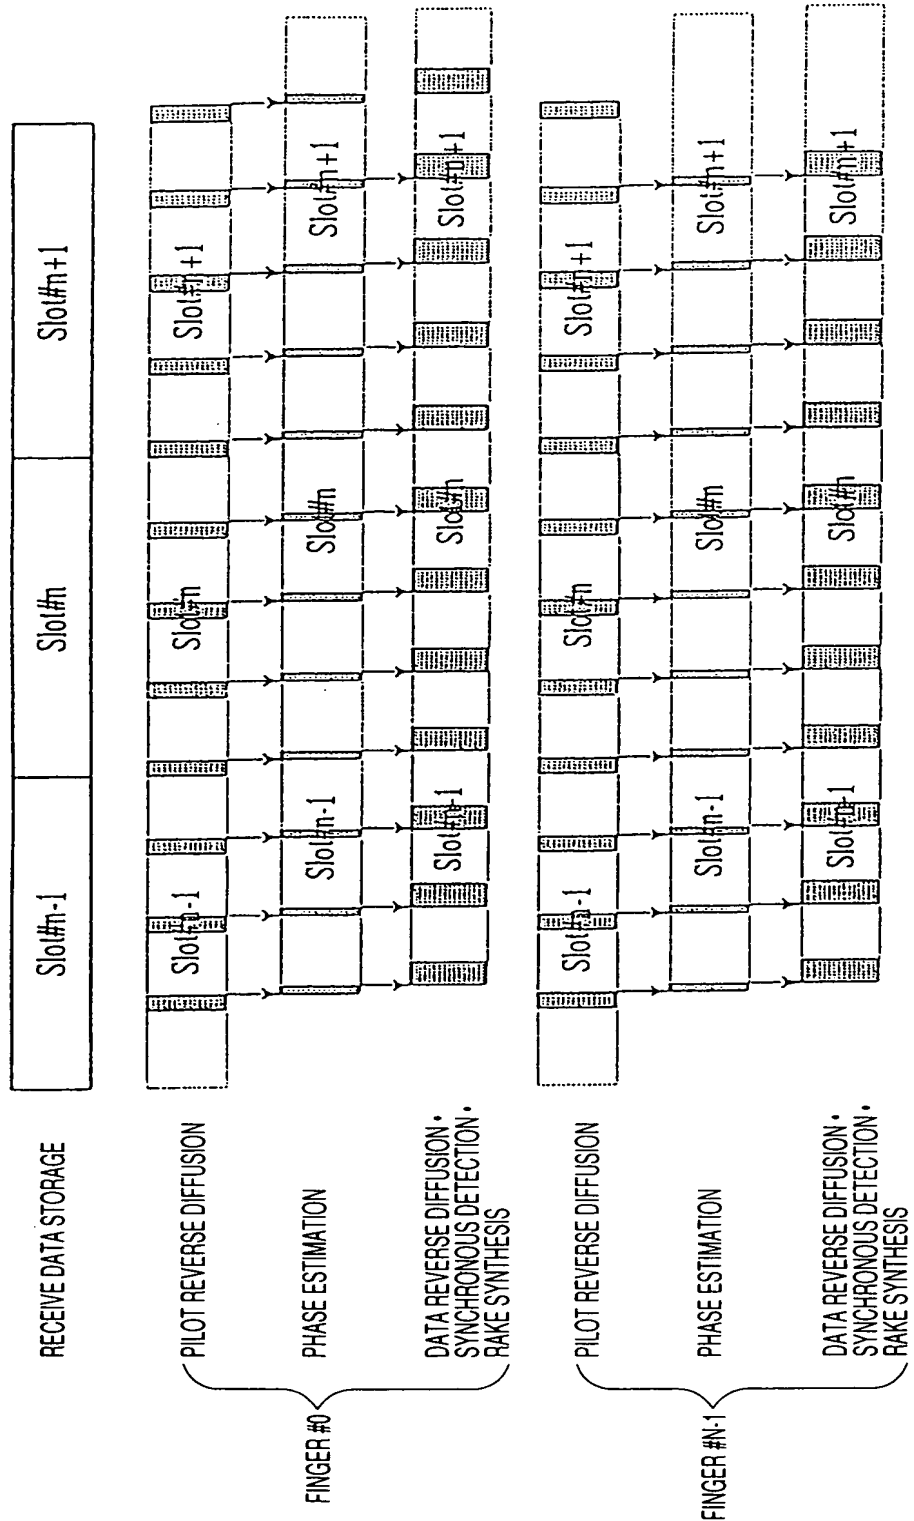 RECEIVE DATA STORAGE
Slot#n-1
Slot#n
Slot#n+1
FINGER #0
PILOT REVERSE DIFFUSION
Slot#n-1
Slot#n
Slot#n+1
PHASE ESTIMATION
Slot#n-1
Slot#n
Slot#n+1
DATA REVERSE DIFFUSION •
SYNCHRONOUS DETECTION •
RAKE SYNTHESIS
Slot#n-1
Slot#n
Slot#n+1
FINGER #N-1
PILOT REVERSE DIFFUSION
Slot#n-1
Slot#n
Slot#n+1
PHASE ESTIMATION
Slot#n-1
Slot#n
Slot#n+1
DATA REVERSE DIFFUSION •
SYNCHRONOUS DETECTION •
RAKE SYNTHESIS
Slot#n-1
Slot#n
Slot#n+1